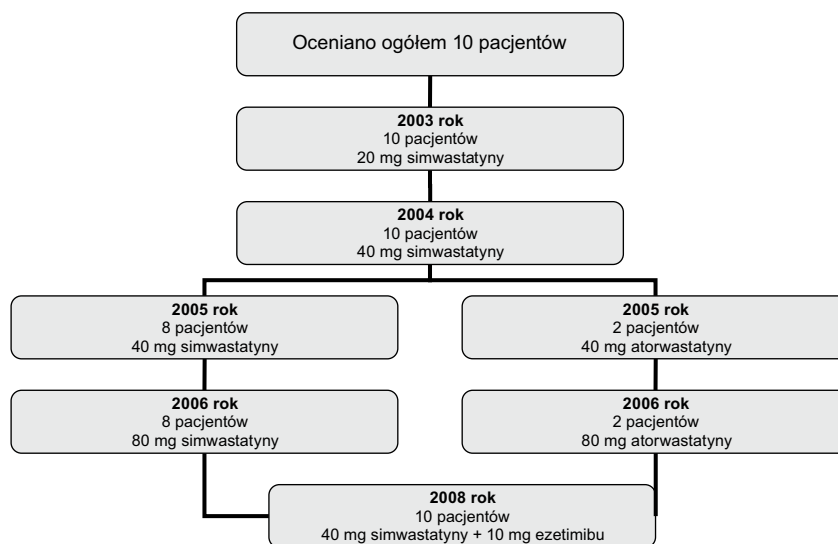 Oceniano ogółem 10 pacjentów
2003 rok
10 pacjentów
20 mg simwastatyny
2004 rok
10 pacjentów
40 mg simwastatyny
2005 rok
8 pacjentów
40 mg simwastatyny
2005 rok
2 pacjentów
40 mg atorwastatyny
2006 rok
8 pacjentów
80 mg simwastatyny
2006 rok
2 pacjentów
80 mg atorwastatyny
2008 rok
10 pacjentów
40 mg simwastatyny + 10 mg ezetimibu